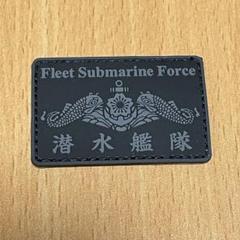 Fleet Submarine Force
潜水艦隊